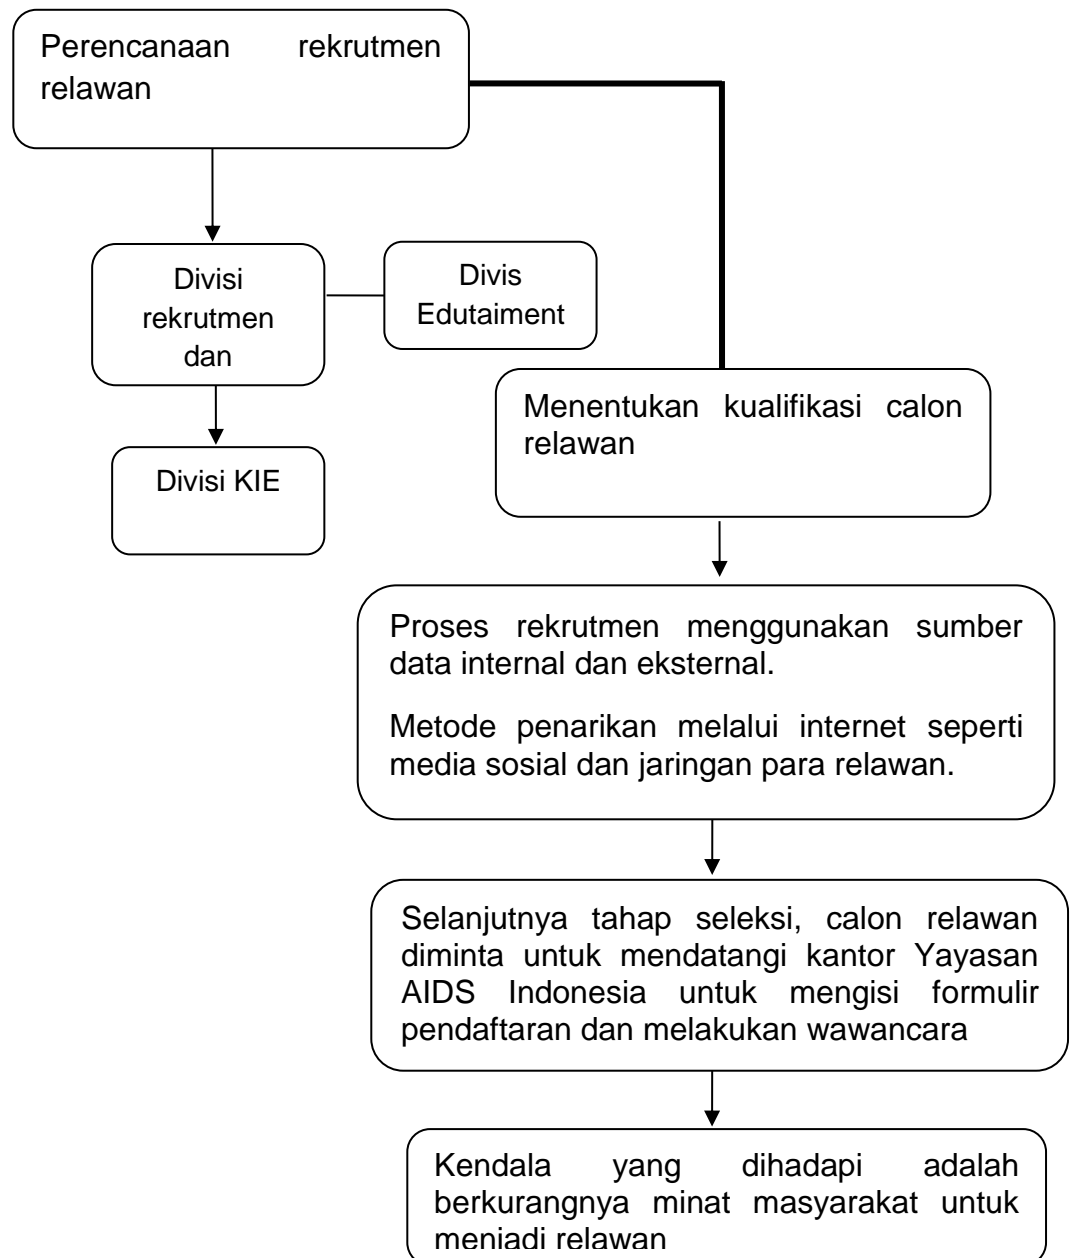 Perencanaan rekrutmen
relawan
Divisi
rekrutmen
dan
Divis
Edutaiment
Divisi KIE
Menentukan kualifikasi calon
relawan
Proses rekrutmen menggunakan sumber
data internal dan eksternal.
Metode penarikan melalui internet seperti
media sosial dan jaringan para relawan.
Selanjutnya tahap seleksi, calon relawan
diminta untuk mendatangi kantor Yayasan
AIDS Indonesia untuk mengisi formulir
pendaftaran dan melakukan wawancara
Kendala yang dihadapi adalah
berkurangnya minat masyarakat untuk
menjadi relawan